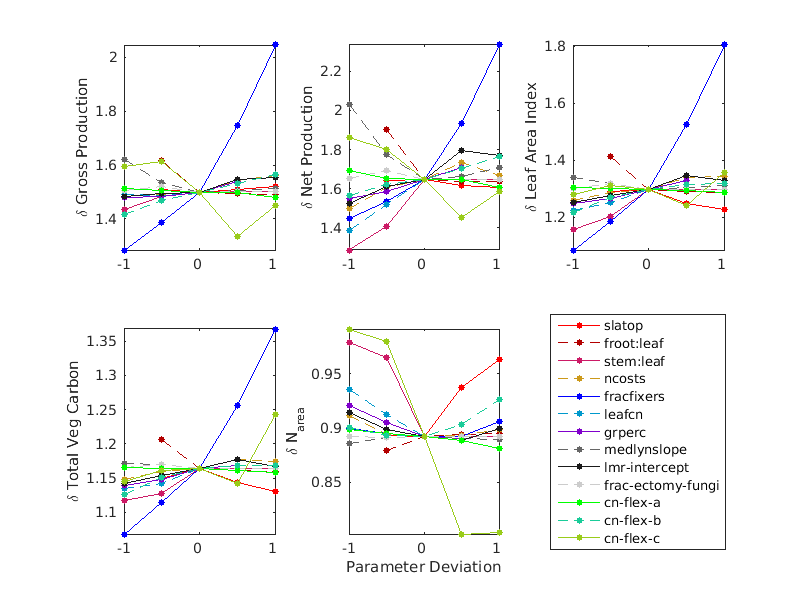 2
1.8
1.6
1.4
-1 0 1
δ Gross Production
2.2
2
1.8
1.6
1.4
-1 0 1
δ Net Production
1.8
1.6
1.4
1.2
-1 0 1
δ Leaf Area Index
1.35
1.3
1.25
1.2
1.15
1.1
-1 0 1
δ Total Veg Carbon
0.95
0.9
0.85
-1 0 1
δ Narea
Parameter Deviation
slatop
froot:leaf
stem:leaf
ncosts
fracfixers
leafcn
grperc
medlynslope
lmr-intercept
frac-ectomy-fungi
cn-flex-a
cn-flex-b
cn-flex-c